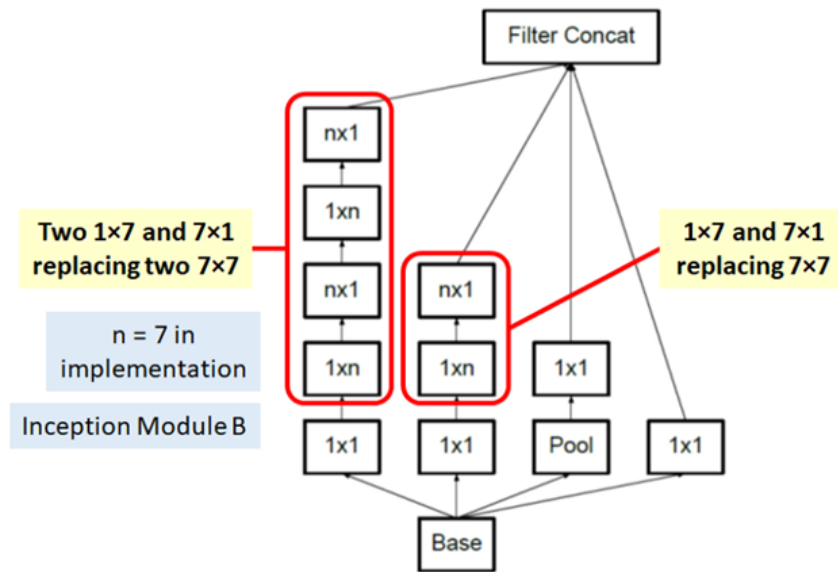 Filter Concat
nx1
1xn
Two 1×7 and 7×1
replacing two 7×7
1×7 and 7×1
replacing 7×7
nx1
nx1
n = 7 in
implementation
1xn
1xn
1x1
Inception Module B
1x1
1x1
Pool
1x1
Base